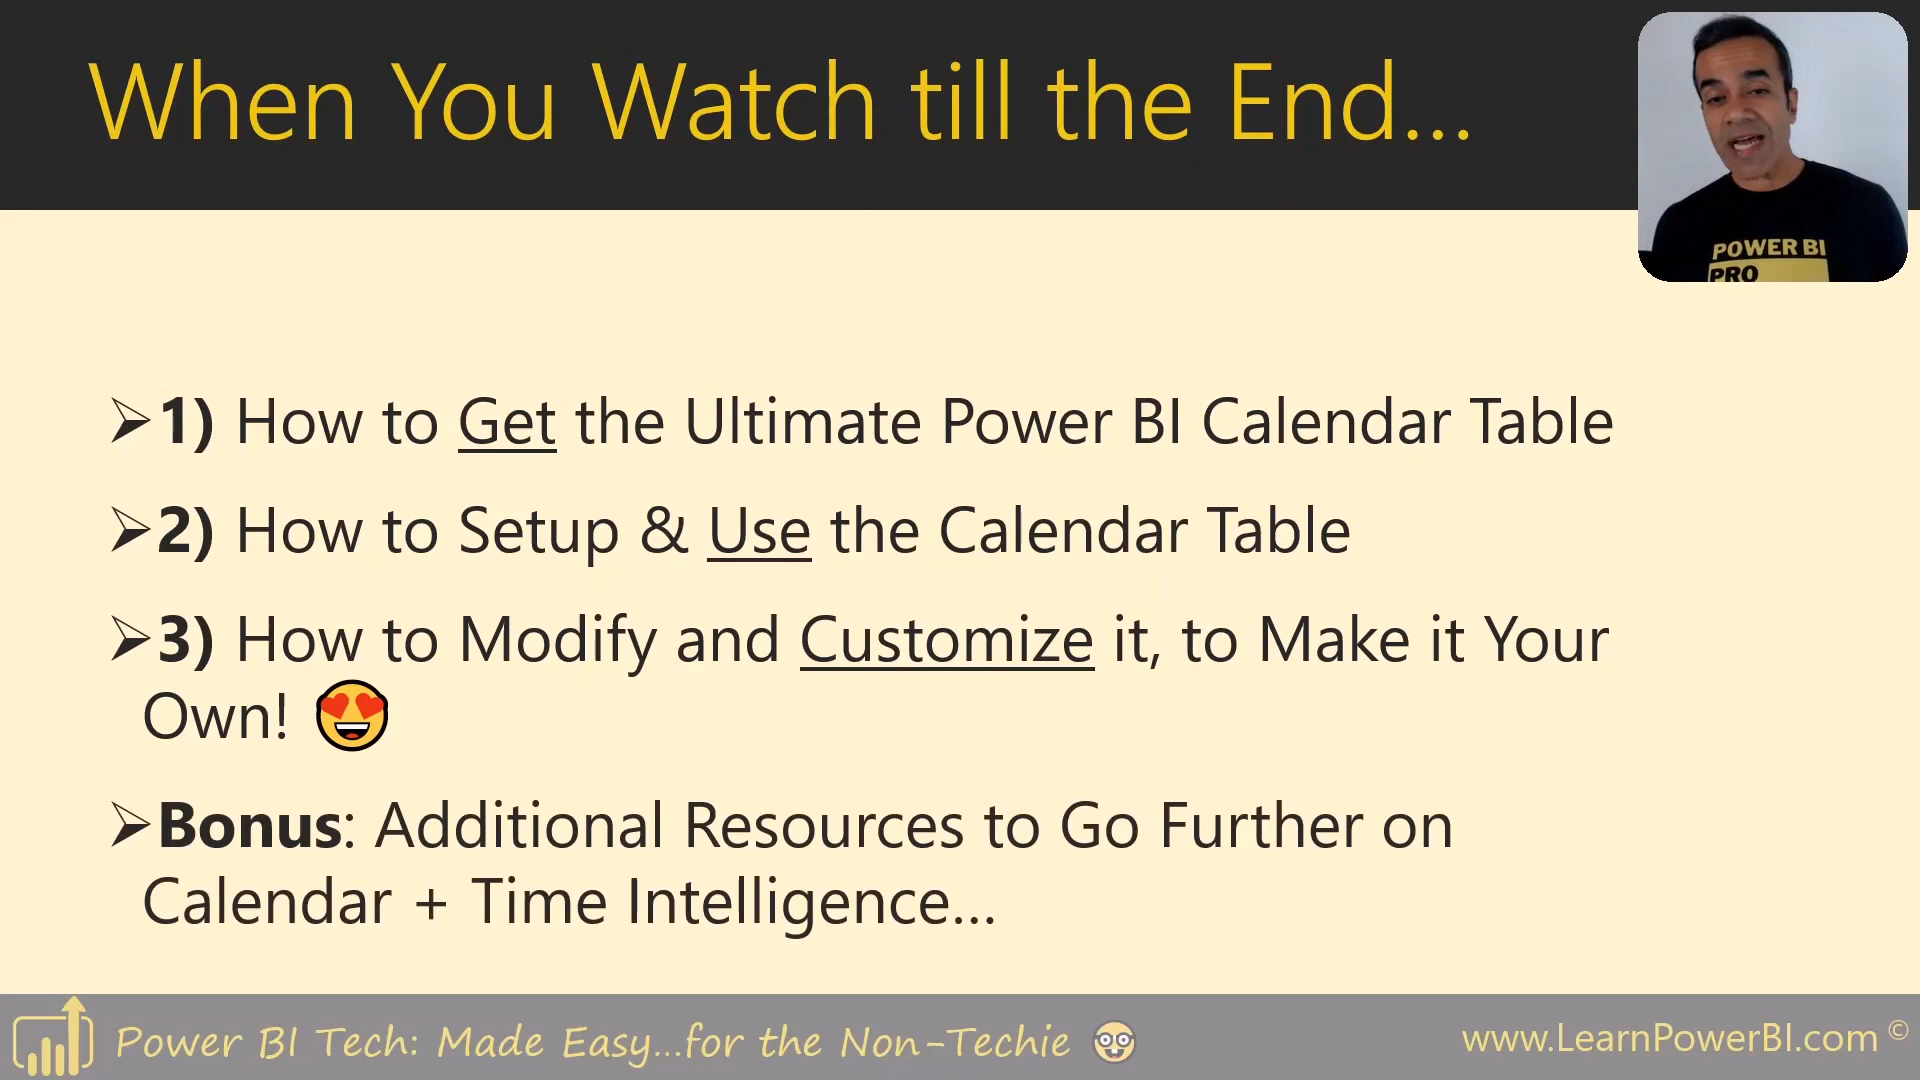 When You Watch till the End...
POWER BI
PRO
➢1) How to Get the Ultimate Power BI Calendar Table
➢2) How to Setup & Use the Calendar Table
➢3) How to Modify and Customize it, to Make it Your
Own! 😍
➢Bonus: Additional Resources to Go Further on
Calendar + Time Intelligence...
Power BI Tech: Made Easy...for the Non-Techie 🤓
www.LearnPowerBI.com ©